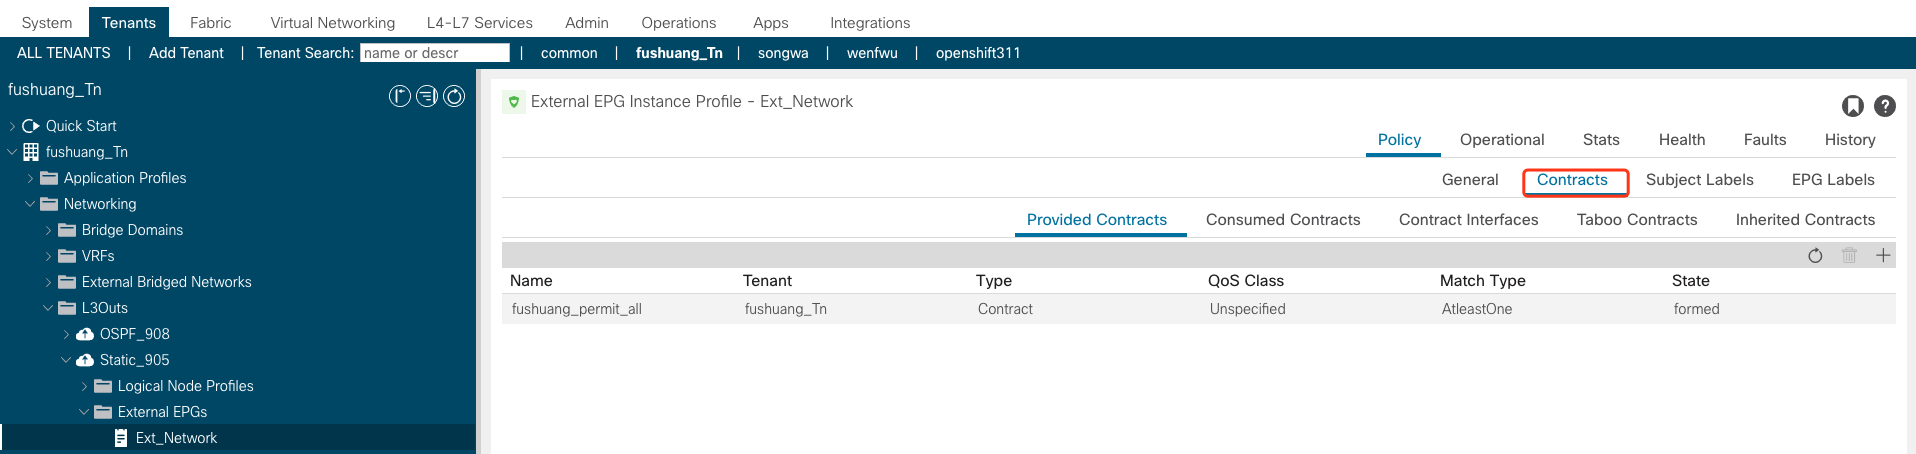 System Tenants Fabric Virtual Networking L4-L7 Services Admin Operations Apps Integrations
ALL TENANTS | Add Tenant | Tenant Search: name or descr | common | fushuang_Tn | songwa | wenfwu | openshift311
fushuang_Tn
Quick Start
fushuang_Tn
Application Profiles
Networking
Bridge Domains
VRFs
External Bridged Networks
L3Outs
OSPF_908
Static_905
Logical Node Profiles
External EPGs
Ext_Network
External EPG Instance Profile - Ext_Network
Policy Operational Stats Health Faults History
General Contracts Subject Labels EPG Labels
Provided Contracts Consumed Contracts Contract Interfaces Taboo Contracts Inherited Contracts
Name Tenant Type QoS Class Match Type State
fushuang_permit_all fushuang_Tn Contract Unspecified AtleastOne formed